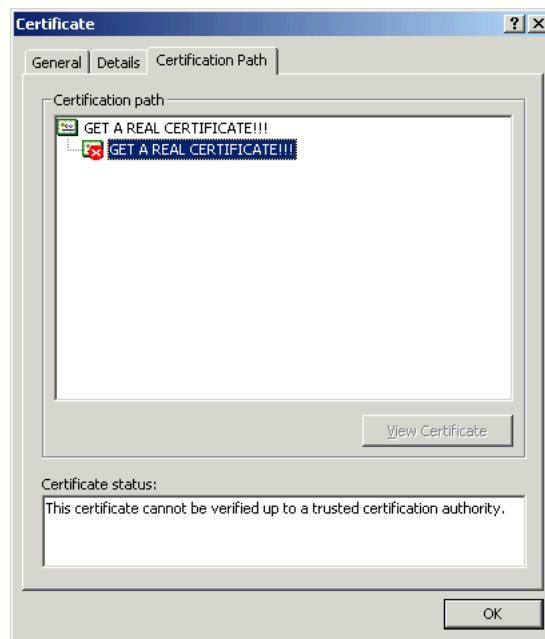 Certificate
General Details Certification Path
Certification path
GET A REAL CERTIFICATE!!!
GET A REAL CERTIFICATE!!!
View Certificate
Certificate status:
This certificate cannot be verified up to a trusted certification authority.
OK